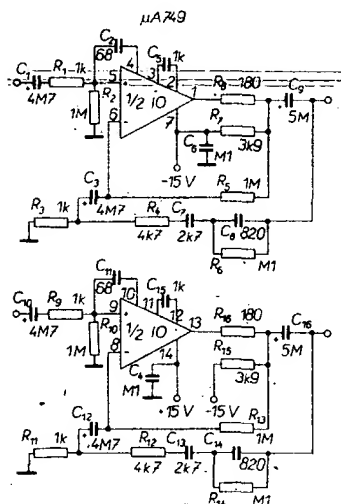 μA749
C₂
C₅ 1k
68
C₁
R₁ 1k
4
3
2
R₈ 180
C₉
4M7
5
+
1
5M
R₂
1M
1/2 IO
R₇
6
-
7
3k9
C₆
M1
C₃
-15 V
R₅
R₃ 1k
4M7
R₄
C₇
1M
4k7
2k7
C₈
820
R₆
M1
C₁₁
C₁₅ 1k
68
C₁₀
R₉ 1k
10
11
12
R₁₆ 180
C₁₆
4M7
9
+
13
5M
R₁₀
1M
1/2 IO
R₁₅
8
-
14
3k9
C₄
M1
C₁₂
+15 V
-15 V
R₁₃
R₁₁ 1k
4M7
R₁₂
C₁₃
C₁₄
1M
4k7
2k7
820
M1